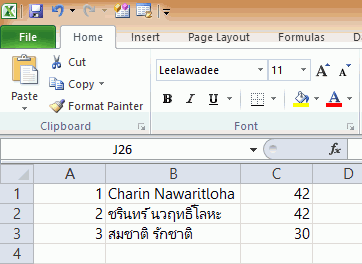 File Home Insert Page Layout Formulas
Paste
Cut
Copy
Format Painter
Clipboard
Leelawadee 11 A A
B I U A
Font
J26 fx
A B C D
1 1 Charin Nawaritloha 42
2 2 ชรินทร์ นวฤทธิ์โลหะ 42
3 3 สมชาติ รักชาติ 30
4